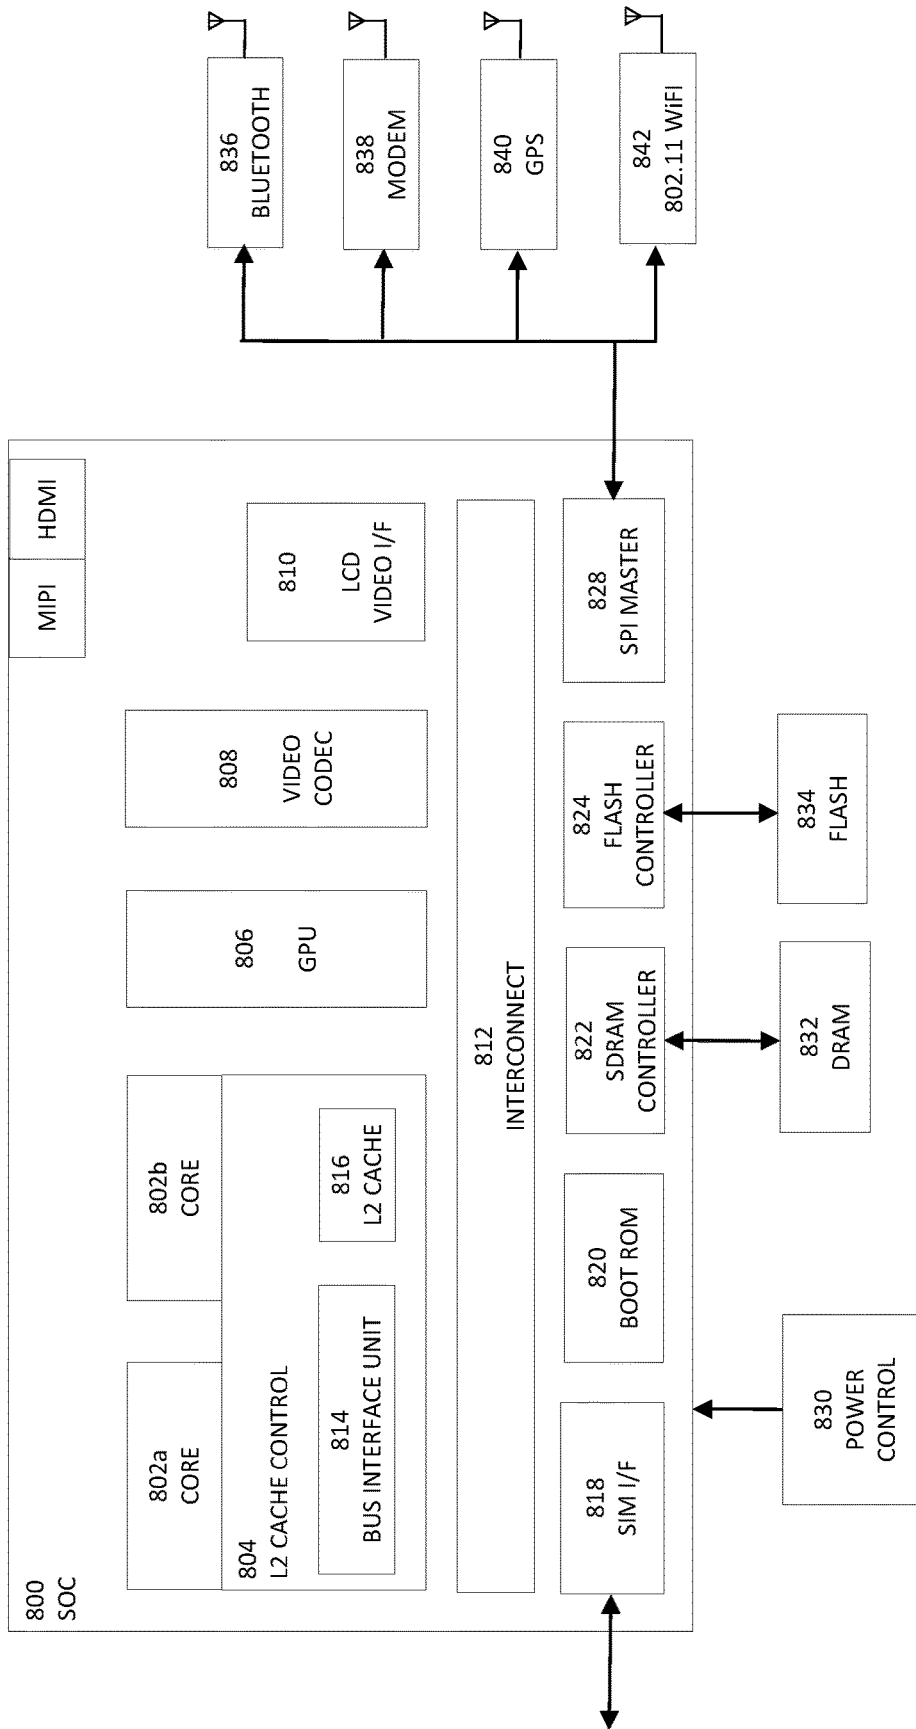 800
SOC
802a
CORE
802b
CORE
804
L2 CACHE CONTROL
814
BUS INTERFACE UNIT
816
L2 CACHE
806
GPU
808
VIDEO
CODEC
810
LCD
VIDEO I/F
MIPI
HDMI
812
INTERCONNECT
818
SIM I/F
820
BOOT ROM
822
SDRAM
CONTROLLER
824
FLASH
CONTROLLER
828
SPI MASTER
830
POWER
CONTROL
832
DRAM
834
FLASH
836
BLUETOOTH
838
MODEM
840
GPS
842
802.11 WiFI